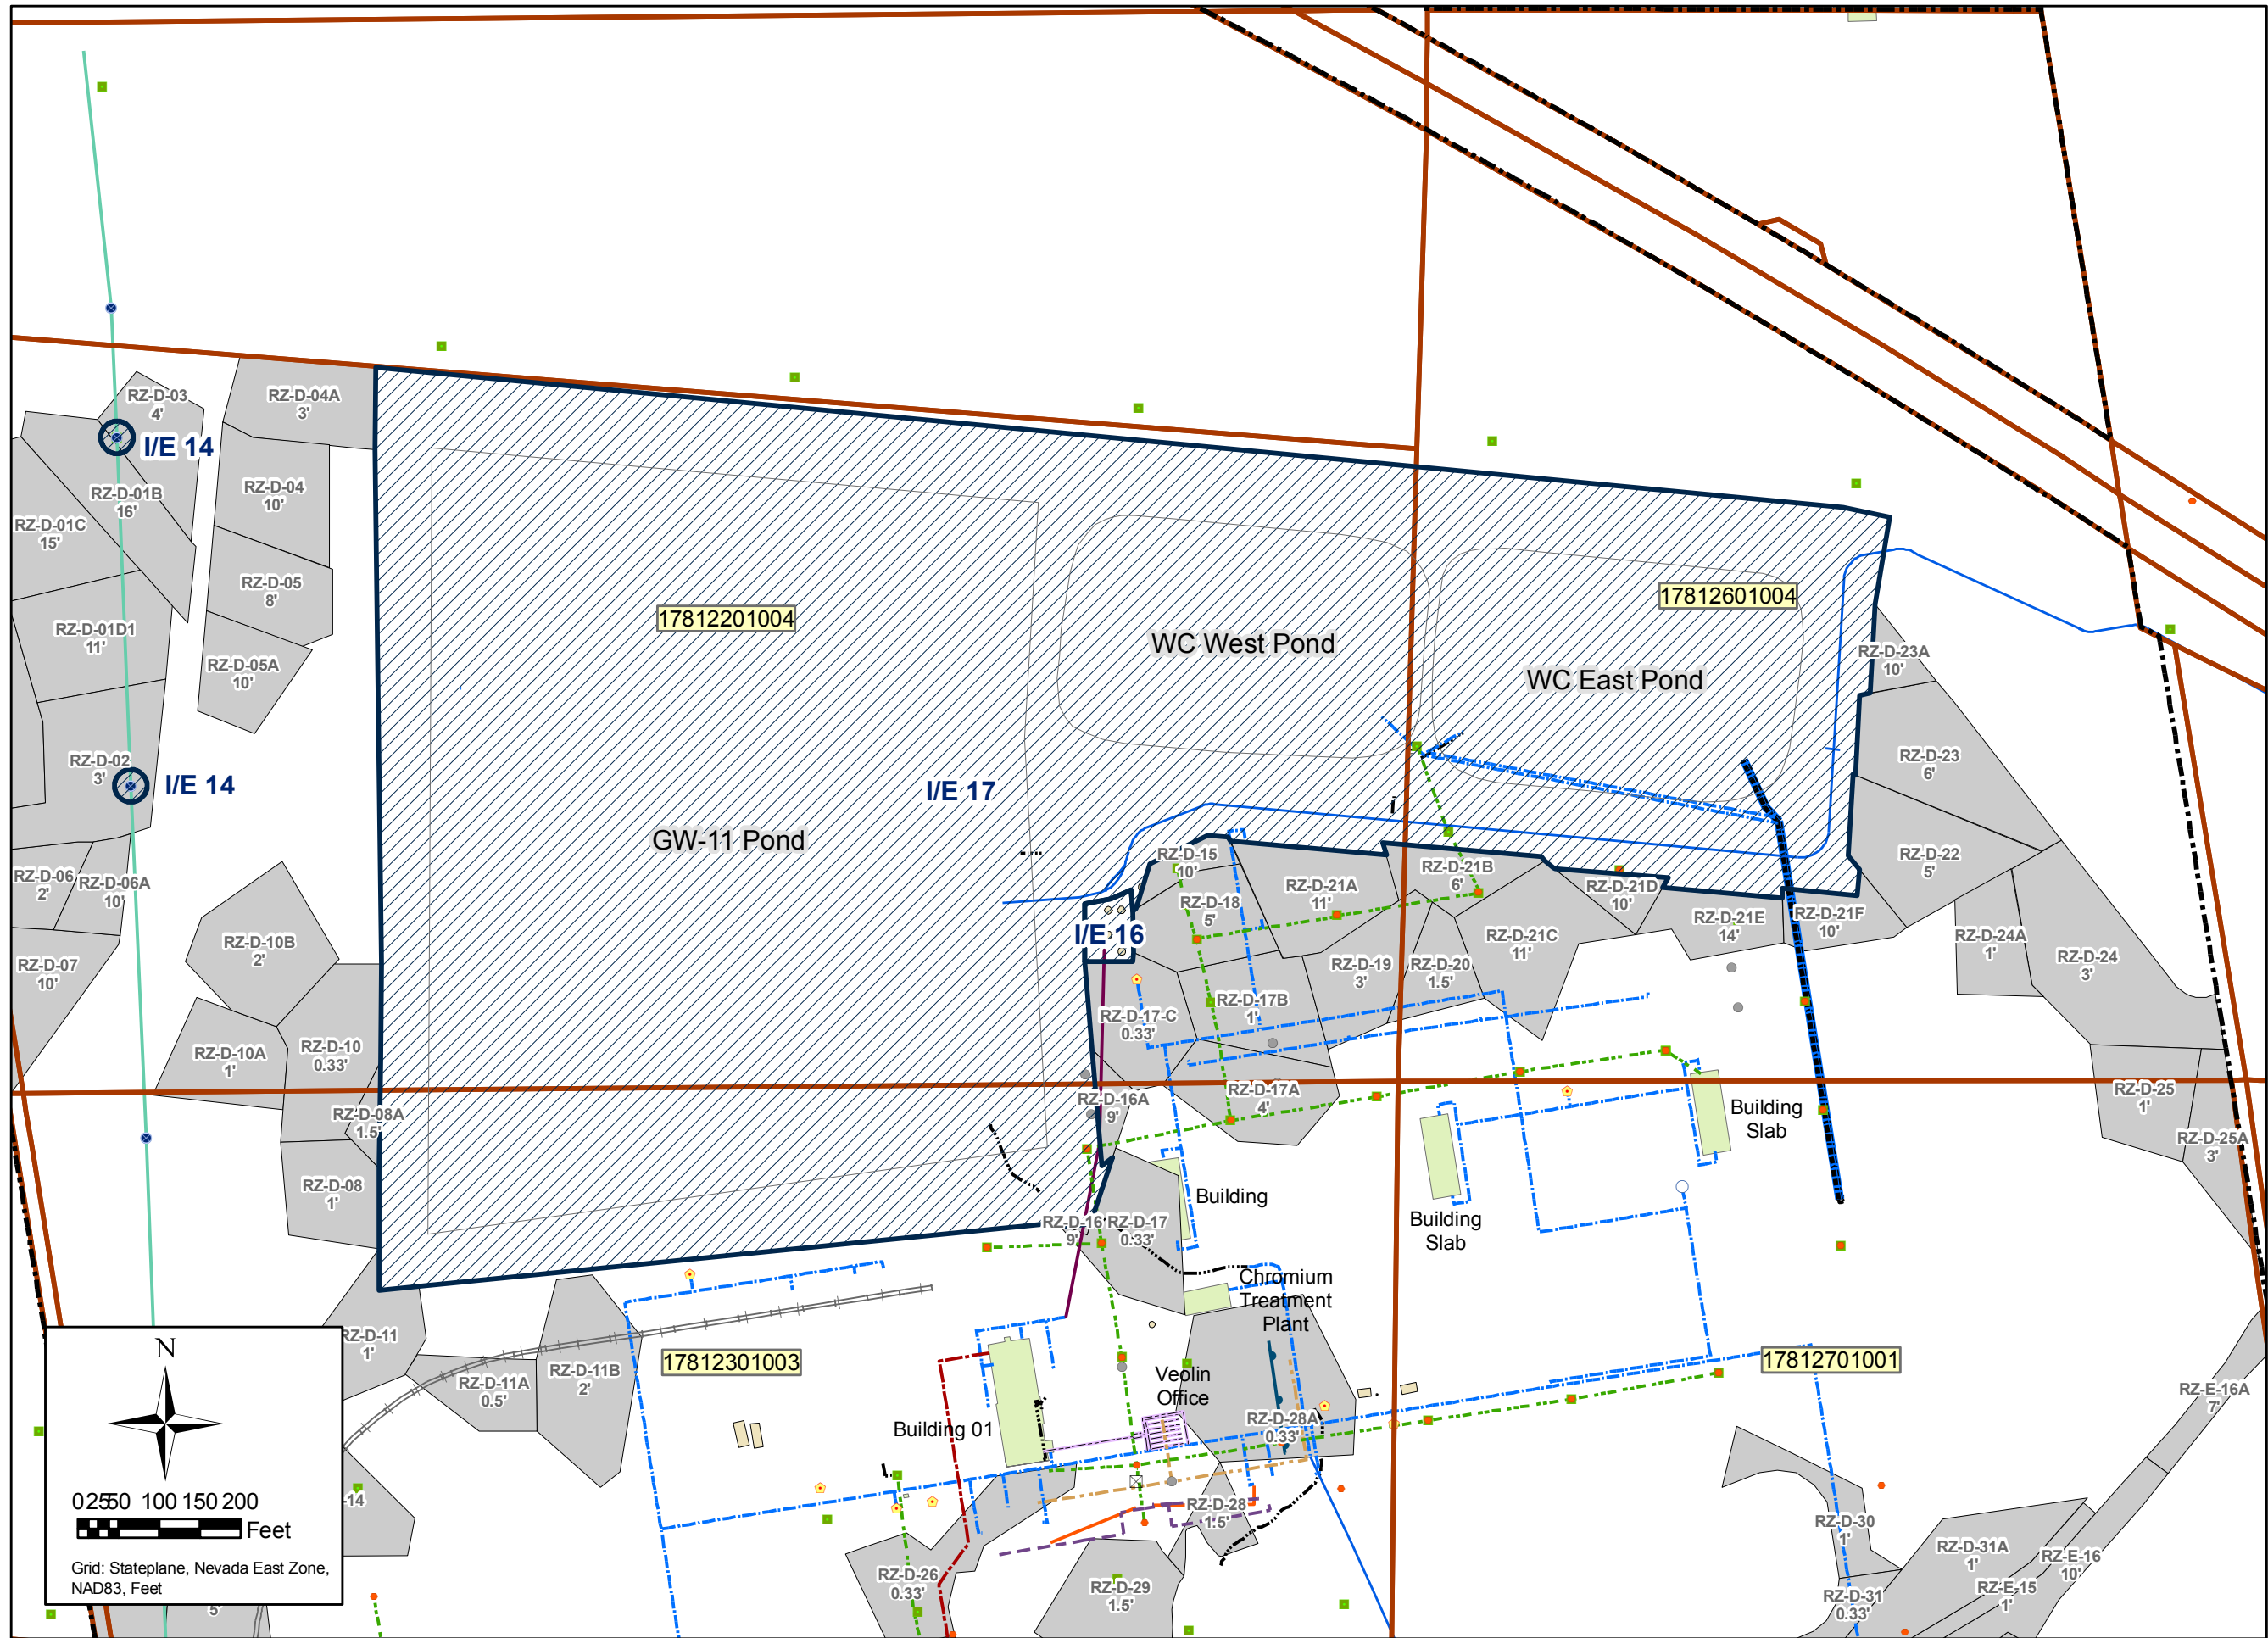 RZ-D-03
4'
RZ-D-04A
3'
I/E 14
RZ-D-01B
16'
RZ-D-04
10'
RZ-D-01C
15'
RZ-D-05
8'
RZ-D-01D1
11'
RZ-D-05A
10'
RZ-D-02
3'
I/E 14
RZ-D-06
2'
RZ-D-06A
10'
RZ-D-07
10'
RZ-D-10B
2'
RZ-D-10A
1'
RZ-D-10
0.33'
RZ-D-08A
1.5'
RZ-D-08
1'
17812201004
WC West Pond
17812601004
WC East Pond
I/E 17
GW-11 Pond
i
RZ-D-23A
10'
RZ-D-23
6'
RZ-D-22
5'
RZ-D-15
10'
RZ-D-18
5'
RZ-D-21A
11'
RZ-D-21B
6'
RZ-D-21D
10'
RZ-D-21E
14'
RZ-D-21F
10'
RZ-D-24A
1'
RZ-D-24
3'
I/E 16
RZ-D-19
3'
RZ-D-20
1.5'
RZ-D-21C
11'
RZ-D-17-C
0.33'
RZ-D-17B
1'
RZ-D-16A
9'
RZ-D-17A
4'
RZ-D-25
1'
RZ-D-25A
3'
Building
Slab
Building
Building
Slab
RZ-D-16
9'
RZ-D-17
0.33'
Chromium
Treatment
Plant
RZ-D-11
1'
RZ-D-11A
0.5'
RZ-D-11B
2'
17812301003
17812701001
Veolin
Office
Building 01
RZ-D-28A
0.33'
RZ-E-16A
7'
RZ-D-28
1.5'
RZ-D-26
0.33'
RZ-D-29
1.5'
RZ-D-30
1'
RZ-D-31A
1'
RZ-E-16
10'
RZ-E-15
1'
RZ-D-31
0.33'
-14
5'
N
0 25 50 100 150 200
Feet
Grid: Stateplane, Nevada East Zone,
NAD83, Feet